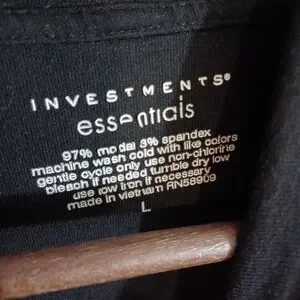 INVESTMENTS®
essentials
97% modal 3% spandex
machine wash cold with like colors
gentle cycle only use non-chlorine
bleach if needed tumble dry low
use low iron if necessary
made in vietnam RN58909
L